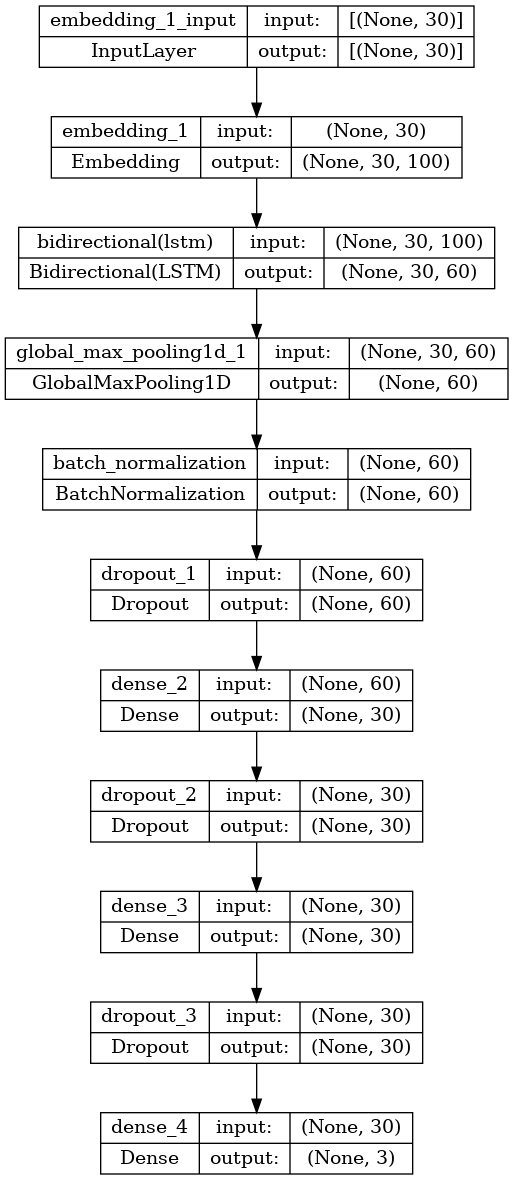 embedding_1_input input: [(None, 30)]
InputLayer output: [(None, 30)]
embedding_1 input: (None, 30)
Embedding output: (None, 30, 100)
bidirectional(lstm) input: (None, 30, 100)
Bidirectional(LSTM) output: (None, 30, 60)
global_max_pooling1d_1 input: (None, 30, 60)
GlobalMaxPooling1D output: (None, 60)
batch_normalization input: (None, 60)
BatchNormalization output: (None, 60)
dropout_1 input: (None, 60)
Dropout output: (None, 60)
dense_2 input: (None, 60)
Dense output: (None, 30)
dropout_2 input: (None, 30)
Dropout output: (None, 30)
dense_3 input: (None, 30)
Dense output: (None, 30)
dropout_3 input: (None, 30)
Dropout output: (None, 30)
dense_4 input: (None, 30)
Dense output: (None, 3)